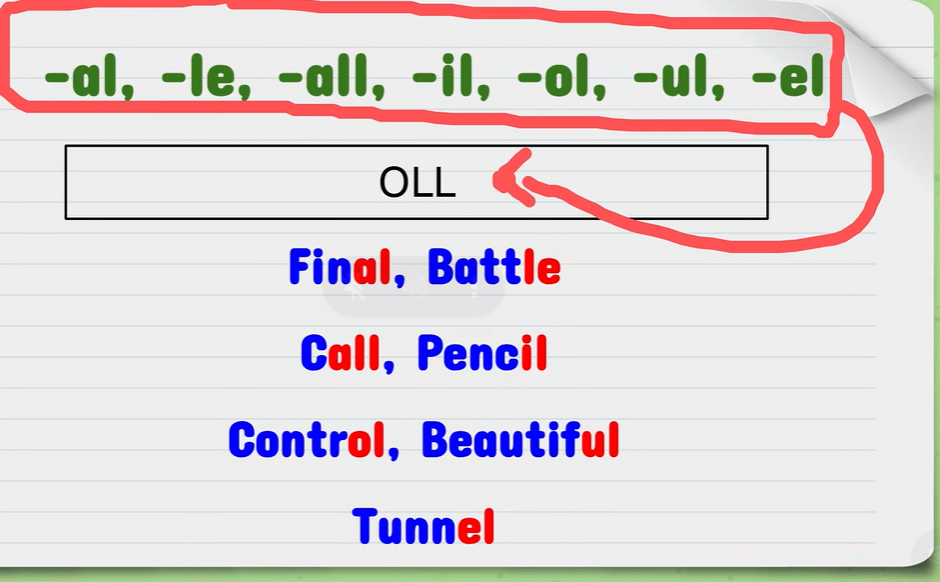 -al, -le, -all, -il, -ol, -ul, -el
OLL
Final, Battle
Call, Pencil
Control, Beautiful
Tunnel